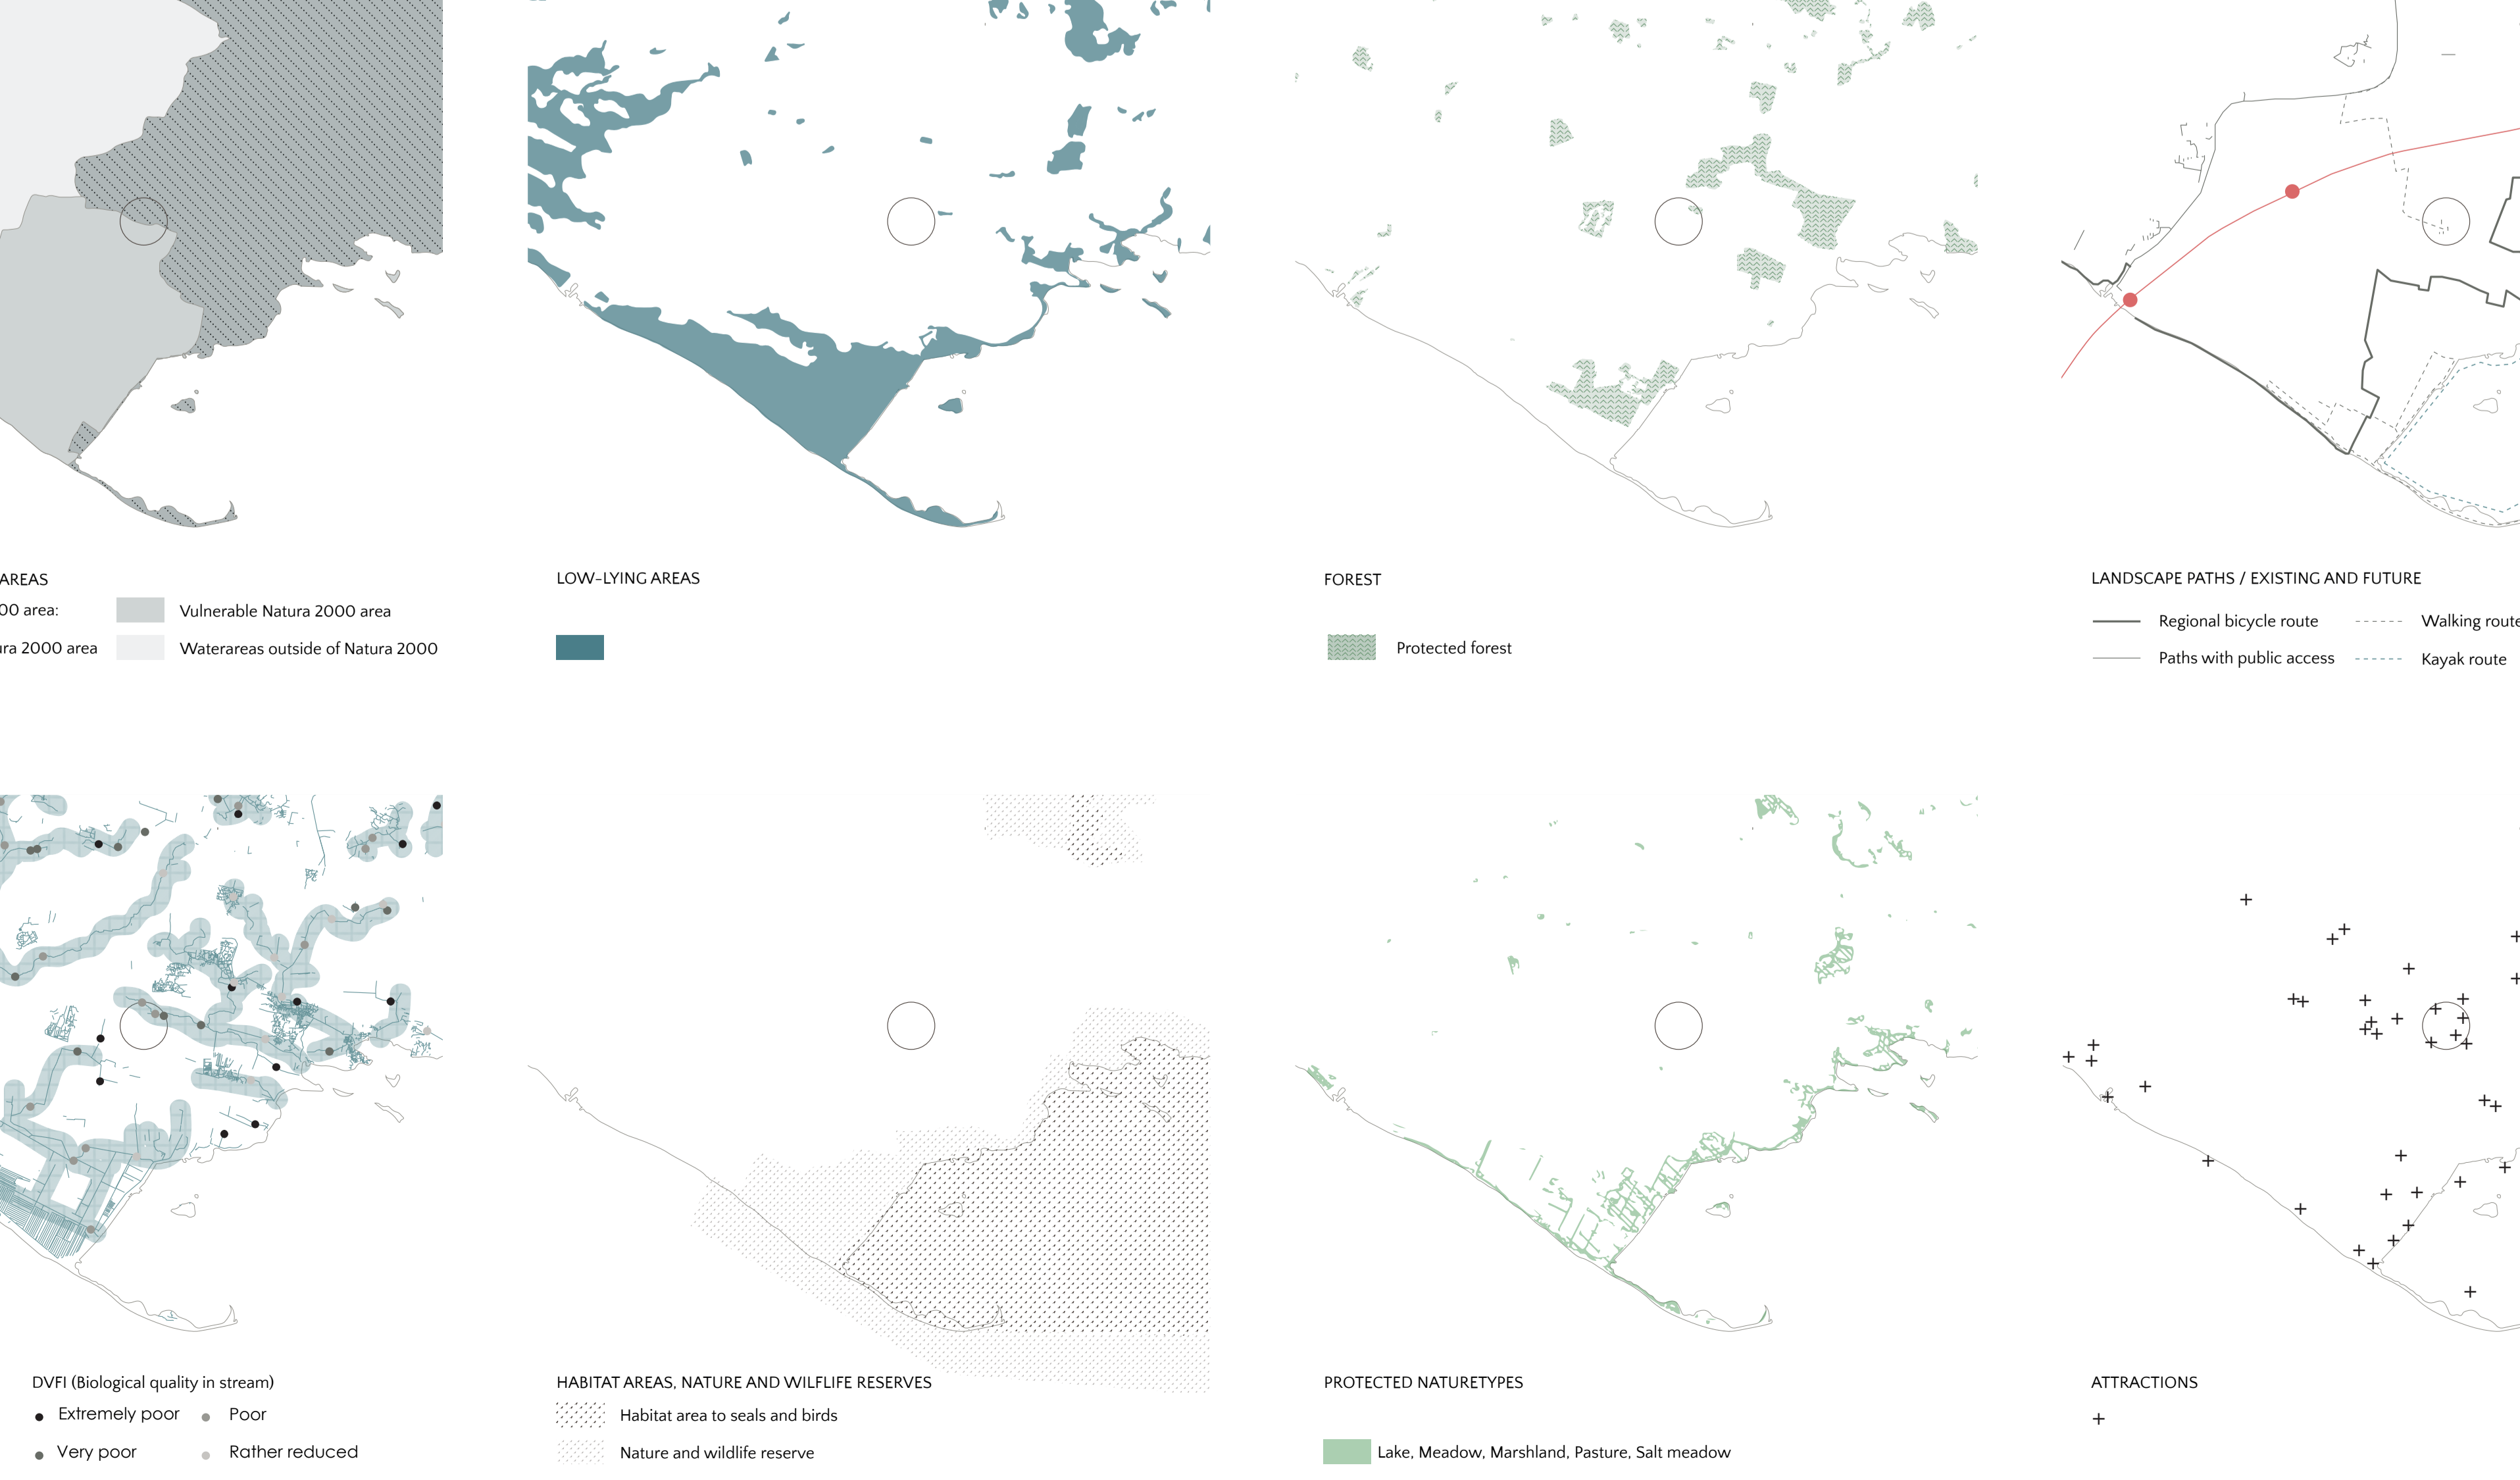 AREAS
00 area:
Vulnerable Natura 2000 area
ura 2000 area
Waterareas outside of Natura 2000
LOW-LYING AREAS
FOREST
Protected forest
LANDSCAPE PATHS / EXISTING AND FUTURE
Regional bicycle route
Walking route
Paths with public access
Kayak route
DVFI (Biological quality in stream)
Extremely poor
Poor
Very poor
Rather reduced
HABITAT AREAS, NATURE AND WILFLIFE RESERVES
Habitat area to seals and birds
Nature and wildlife reserve
PROTECTED NATURETYPES
Lake, Meadow, Marshland, Pasture, Salt meadow
ATTRACTIONS